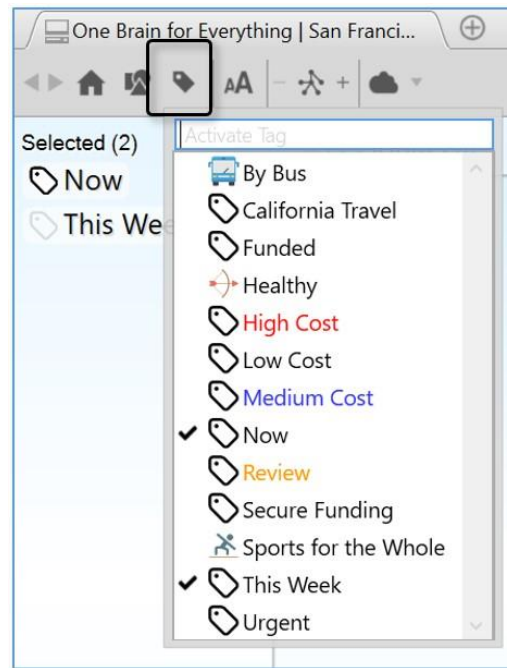 One Brain for Everything | San Franci...
AA
Selected (2)
Now
This We
Activate Tag
By Bus
California Travel
Funded
Healthy
High Cost
Low Cost
Medium Cost
Now
Review
Secure Funding
Sports for the Whole
This Week
Urgent